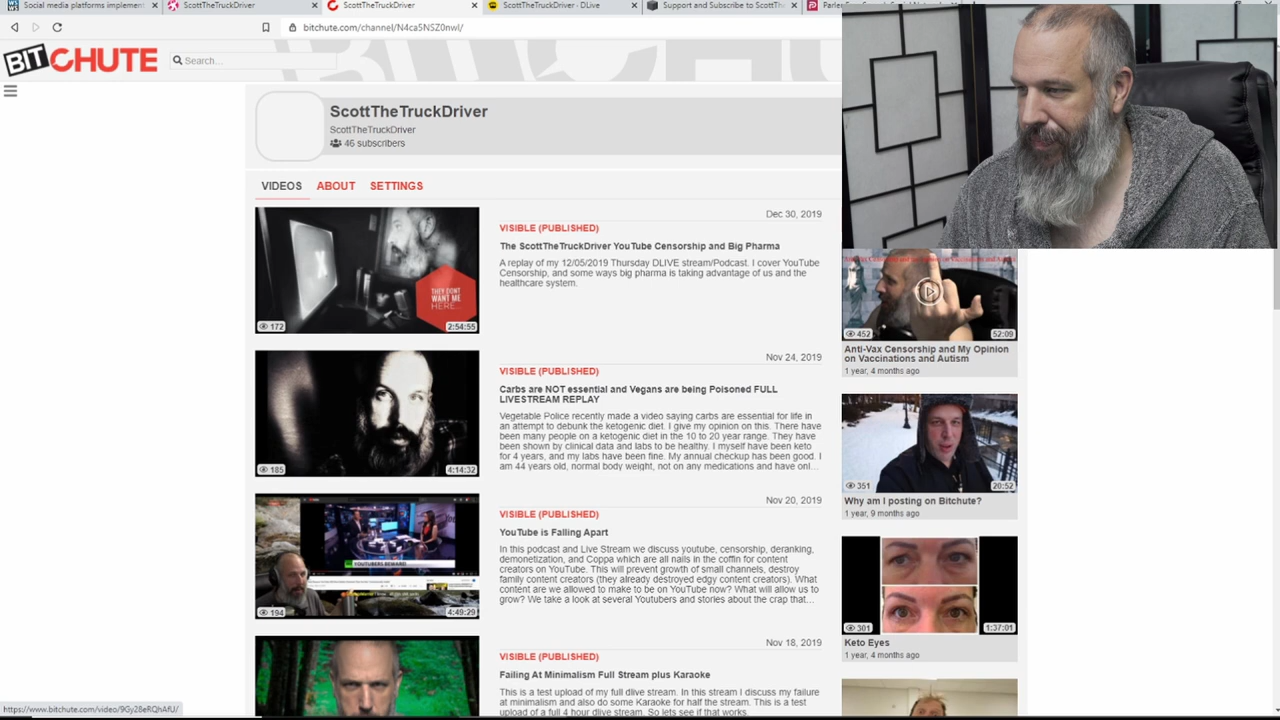 Social media platforms implement
ScottTheTruckDriver
ScottTheTruckDriver
ScottTheTruckDriver - DLive
Support and Subscribe to ScottTh
bitchute.com/channel/N4ca5NSZ0nwl/
BITCHUTE
Search...
ScottTheTruckDriver
ScottTheTruckDriver
46 subscribers
VIDEOS ABOUT SETTINGS
THEY DONT
WANT ME
HERE...
172
2:54:55
Dec 30, 2019
VISIBLE (PUBLISHED)
The ScottTheTruckDriver YouTube Censorship and Big Pharma
A replay of my 12/05/2019 Thursday DLIVE stream/Podcast. I cover YouTube
Censorship, and some ways big pharma is taking advantage of us and the
healthcare system.
185
4:14:32
Nov 24, 2019
VISIBLE (PUBLISHED)
Carbs are NOT essential and Vegans are being Poisoned FULL
LIVESTREAM REPLAY
Vegetable Police recently made a video saying carbs are essential for life in
an attempt to debunk the ketogenic diet. I give my opinion on this. There have
been many people on a ketogenic diet in the 10 to 20 year range. They have
been shown by clinical data and labs to be healthy. I myself have been keto
for 4 years, and my labs have been fine. My annual checkup has been good. I
am 44 years old, normal body weight, not on any medications and have onl...
YOUTUBERS BEWARE!
194
4:49:29
Nov 20, 2019
VISIBLE (PUBLISHED)
YouTube is Falling Apart
In this podcast and Live Stream we discuss youtube, censorship, deranking,
demonetization, and Coppa which are all nails in the coffin for content
creators on YouTube. This will prevent growth of small channels, destroy
family content creators (they already destroyed edgy content creators). What
content are we allowed to make to be on YouTube now? What will allow us to
grow? We take a look at several Youtubers and stories about the crap that...
Nov 18, 2019
VISIBLE (PUBLISHED)
Failing At Minimalism Full Stream plus Karaoke
This is a test upload of my full dlive stream. In this stream I discuss my failure
at minimalism and also do some Karaoke for half the stream. This is a test
upload of a full 4 hour dlive stream. So lets see if that works.
452
52:09
Anti-Vax Censorship and My Opinion
on Vaccinations and Autism
1 year, 4 months ago
351
20:52
Why am I posting on Bitchute?
1 year, 9 months ago
301
1:37:01
Keto Eyes
1 year, 4 months ago
https://www.bitchute.com/video/9Gy28eRQhAfU/